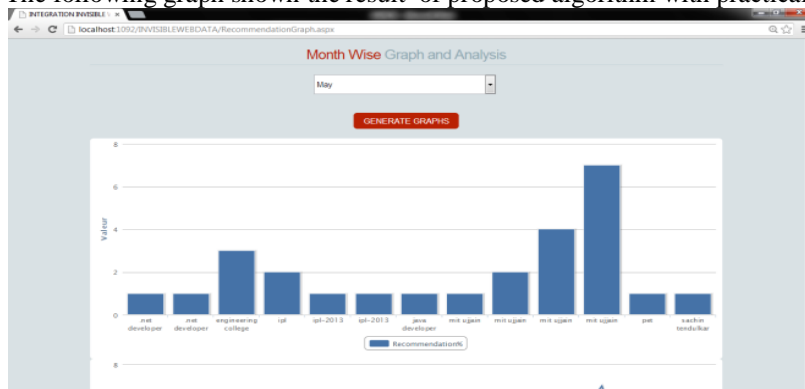 The following graph shown the result of proposed algorithm with practical
INTEGRATION INVISIBLE
localhost:1092/INVISIBLEWEBDATA/RecommendationGraph.aspx
Month Wise Graph and Analysis
May
GENERATE GRAPHS
8
6
4
2
0
Valeur
.net developer
.net developer
engineering college
ipl
ipl-2013
ipl-2013
java developer
mit ujjain
mit ujjain
mit ujjain
mit ujjain
pet
sachin tendulkar
Recommendation%
8